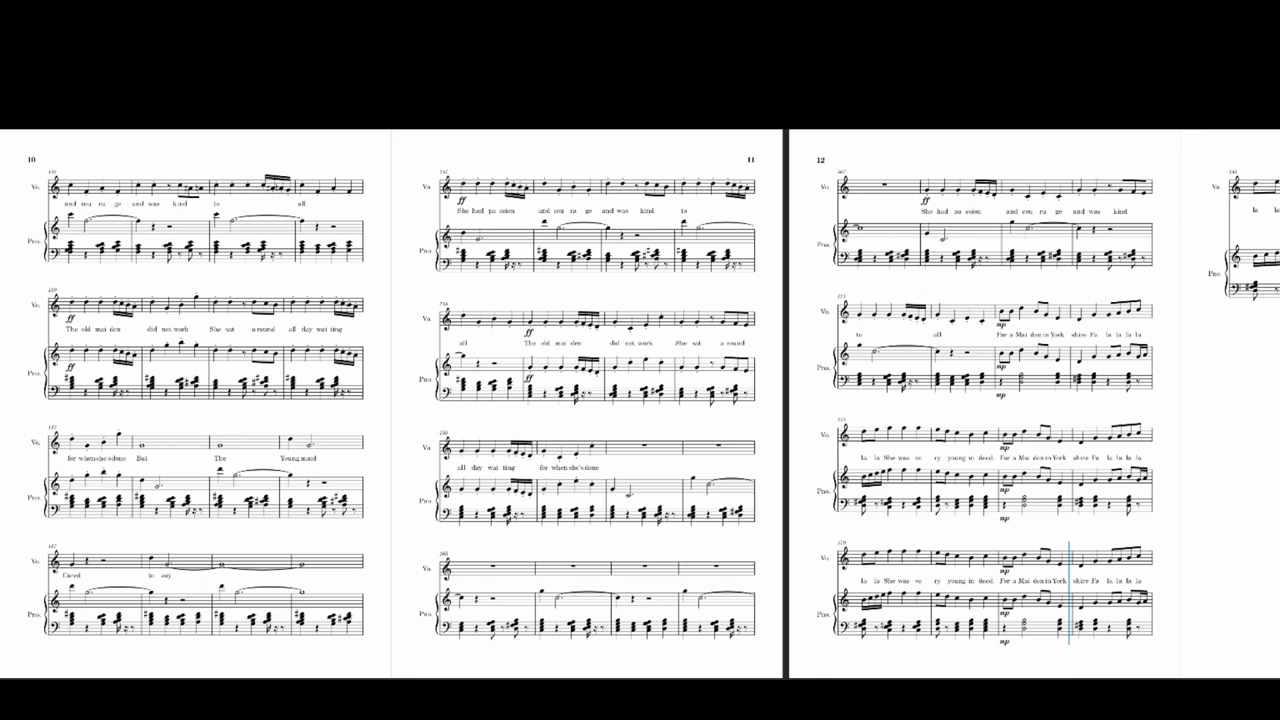 10
Vo.
and cou ra ge and was kind to all
Pno.
Vo.
ff
The old mai den did not work She sat a round all day wai ting
ff
Pno.
Vo.
for when she's done But The Young maid
Pno.
Vo.
Cared to say
Pno.
11
Vo.
ff
She had pa ssion and cou ra ge and was kind to
Pno.
Vo.
ff
all The old mai den did not work She sat a round
ff
Pno.
Vo.
all day wai ting for when she's done
Pno.
Vo.
Pno.
12
Vo.
ff
She had pa ssion and cou ra ge and was kind
Pno.
Vo.
mp
to all For a Mai den in York shire Fa la la la la
mp
Pno.
mp
Vo.
la la She was ve ry young in deed. For a Mai den in York shire Fa la la la la
mp
Pno.
mp
Vo.
mp
la la She was ve ry young in deed. For a Mai den in York shire Fa la la la la
mp
Pno.
mp
Vo.
la la
Pno.